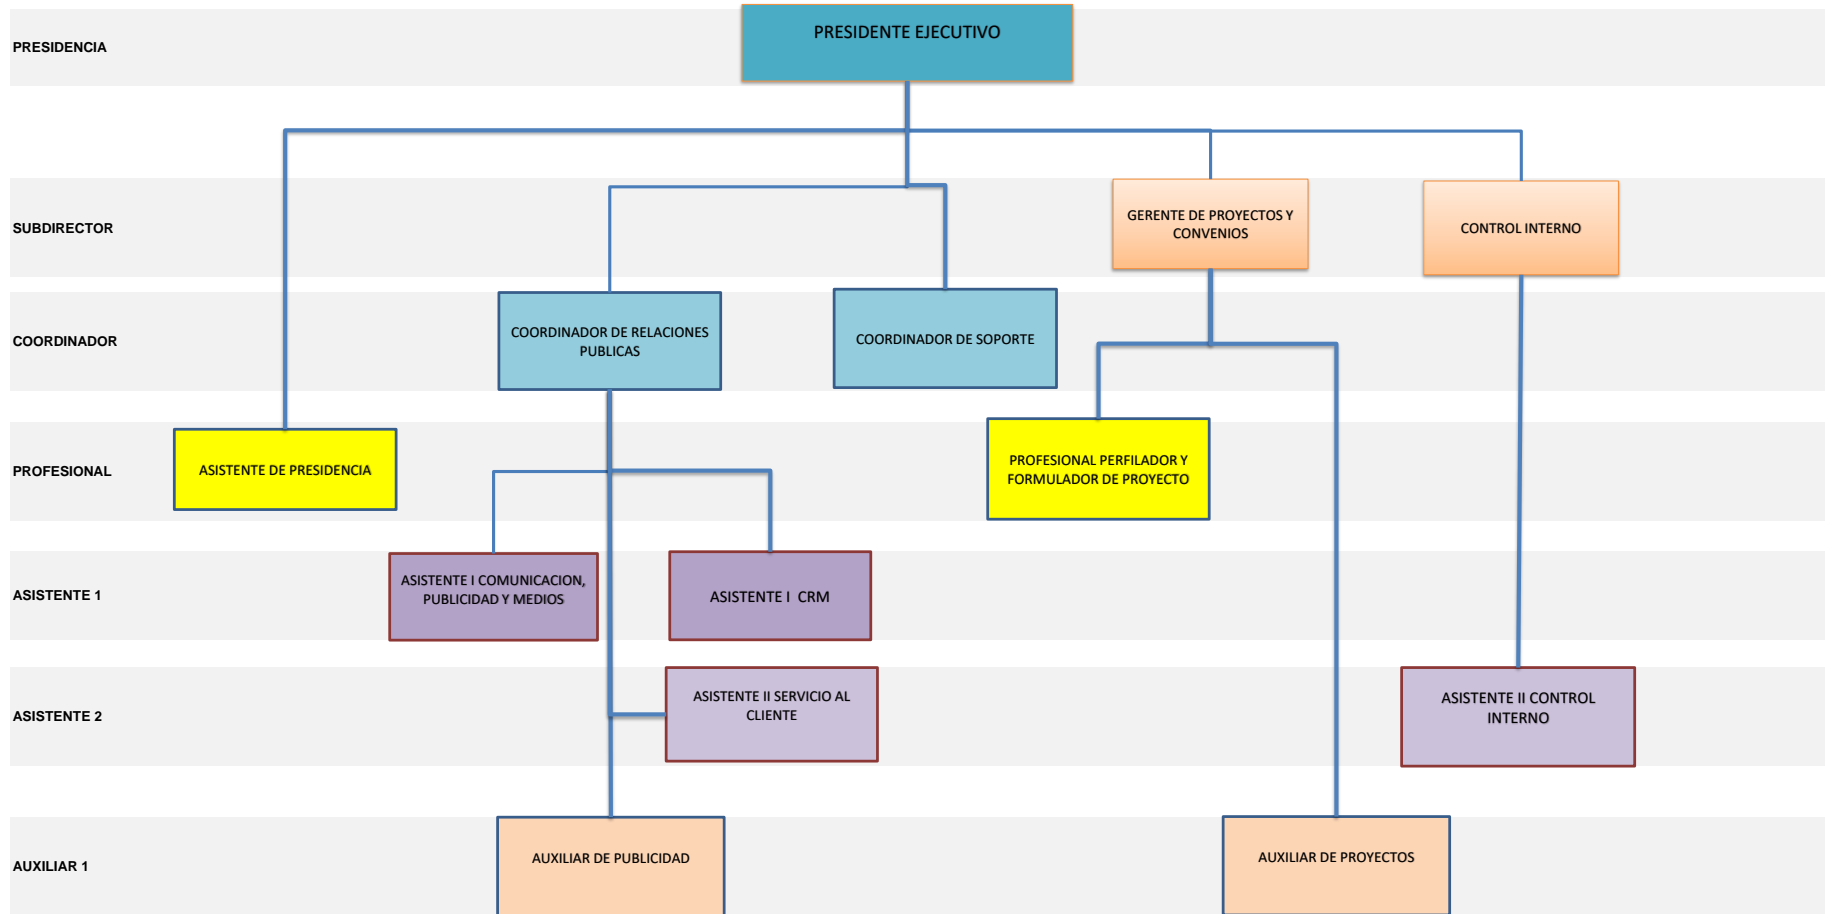 PRESIDENTE EJECUTIVO
PRESIDENCIA
SUBDIRECTOR
GERENTE DE PROYECTOS Y
CONVENIOS
CONTROL INTERNO
COORDINADOR
COORDINADOR DE RELACIONES
PUBLICAS
COORDINADOR DE SOPORTE
PROFESIONAL
ASISTENTE DE PRESIDENCIA
PROFESIONAL PERFILADOR Y
FORMULADOR DE PROYECTO
ASISTENTE 1
ASISTENTE I COMUNICACION,
PUBLICIDAD Y MEDIOS
ASISTENTE I CRM
ASISTENTE 2
ASISTENTE II SERVICIO AL
CLIENTE
ASISTENTE II CONTROL
INTERNO
AUXILIAR 1
AUXILIAR DE PUBLICIDAD
AUXILIAR DE PROYECTOS